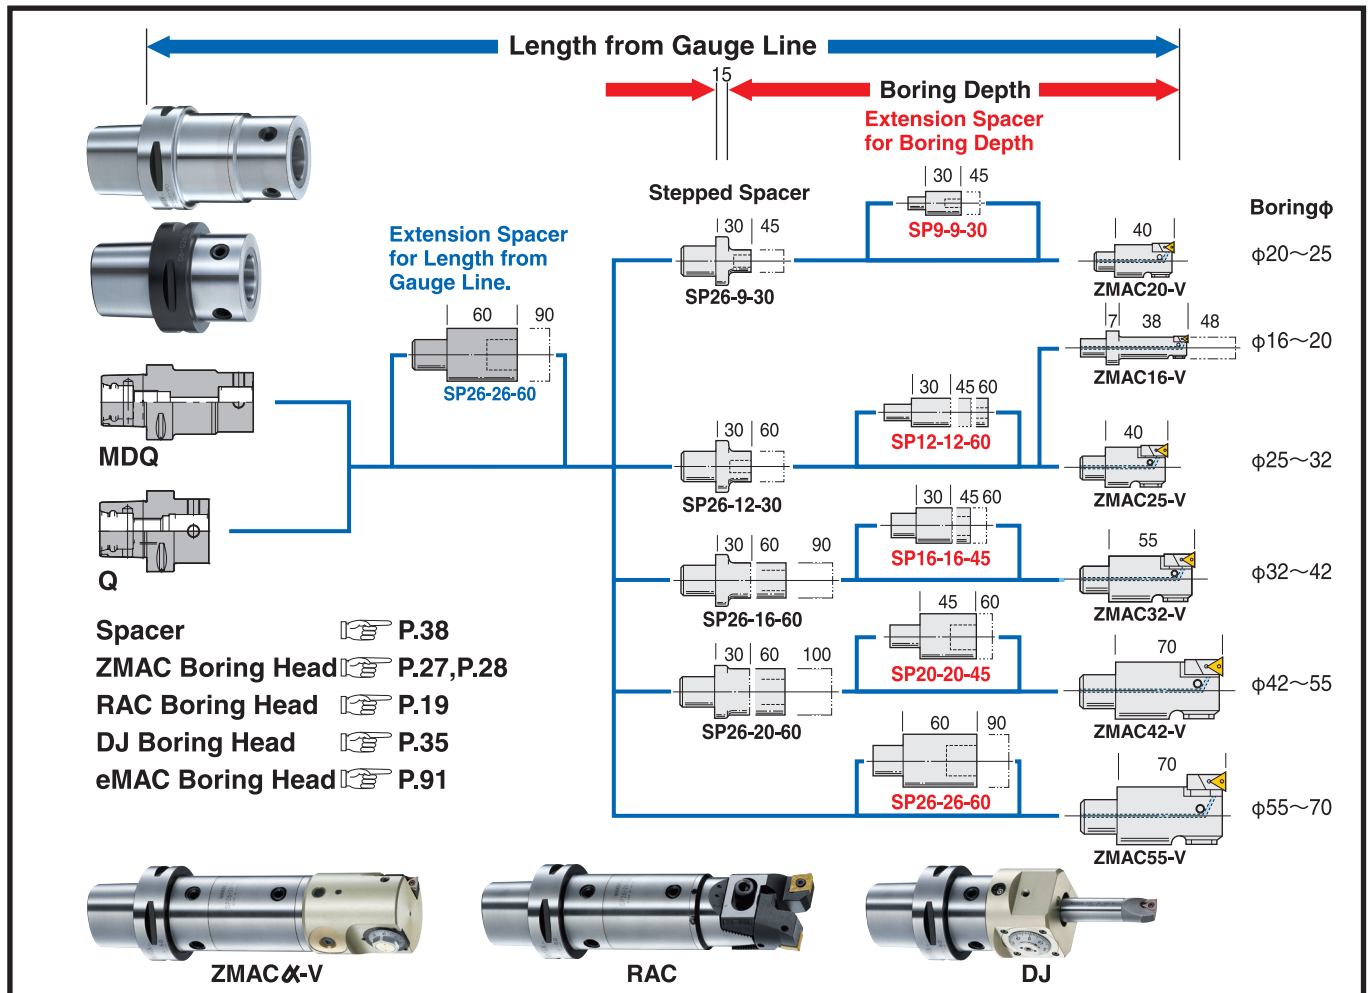 Length from Gauge Line
15
Boring Depth
Extension Spacer
for Boring Depth
30 45
SP9-9-30
Stepped Spacer
30 45
SP26-9-30
Boringφ
40
ZMAC20-V
φ20～25
Extension Spacer
for Length from
Gauge Line.
60 90
SP26-26-60
7 38 48
ZMAC16-V
φ16～20
MDQ
30 60
SP26-12-30
30 45 60
SP12-12-60
40
ZMAC25-V
φ25～32
Q
30 60 90
SP26-16-60
30 45 60
SP16-16-45
55
ZMAC32-V
φ32～42
30 60 100
SP26-20-60
45 60
SP20-20-45
70
ZMAC42-V
φ42～55
60 90
SP26-26-60
70
ZMAC55-V
φ55～70
Spacer P.38
ZMAC Boring Head P.27,P.28
RAC Boring Head P.19
DJ Boring Head P.35
eMAC Boring Head P.91
ZMACα-V
RAC
DJ